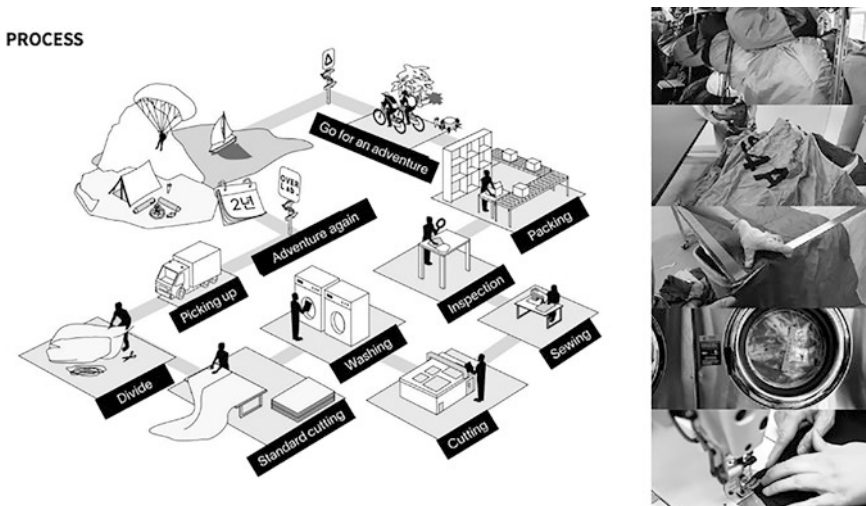 PROCESS
Go for an adventure
OVER
LAB.
2년
Adventure again
Packing
Picking up
Inspection
Washing
Sewing
Divide
Standard cutting
Cutting